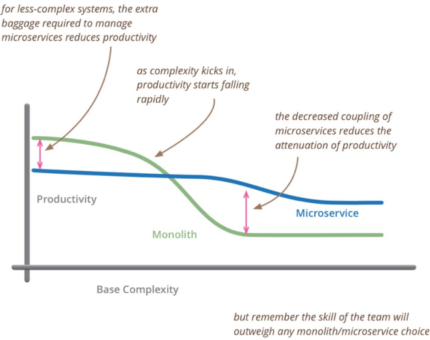 for less-complex systems, the extra
baggage required to manage
microservices reduces productivity
as complexity kicks in,
productivity starts falling
rapidly
the decreased coupling of
microservices reduces the
attenuation of productivity
Productivity
Microservice
Monolith
Base Complexity
but remember the skill of the team will
outweigh any monolith/microservice choice